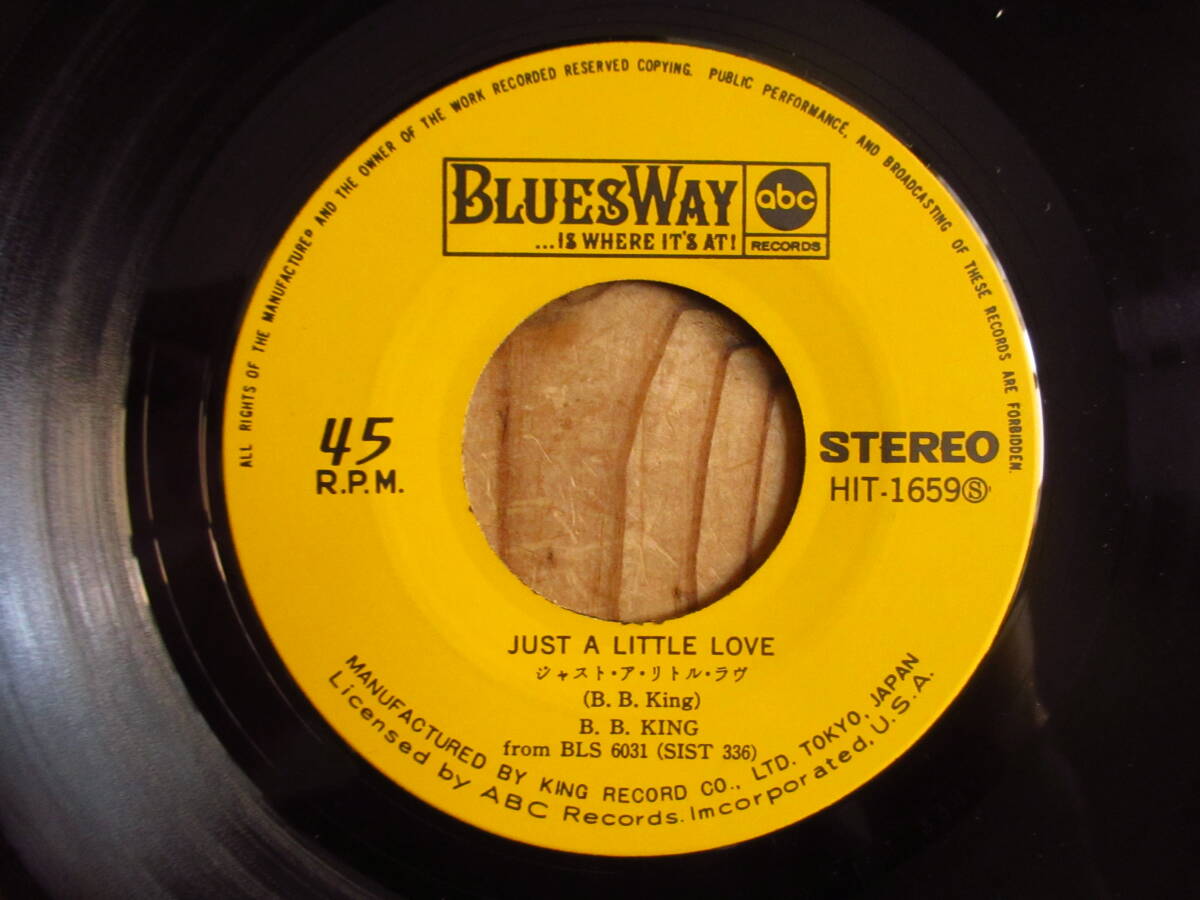 ALL RIGHTS OF THE MANUFACTURED AND THE OWNER OF THE WORK RECORDED RESERVED COPYING. PUBLIC PERFORMANCE, AND BROADCASTING OF THESE RECORDS ARE FORBIDDEN.
BLUESWAY
...IS WHERE IT'S AT!
abc
RECORDS
45
R.P.M.
STEREO
HIT-1659Ⓢ
JUST A LITTLE LOVE
ジャスト・ア・リトル・ラヴ
(B. B. King)
B. B. KING
from BLS 6031 (SIST 336)
MANUFACTURED BY KING RECORD CO., LTD. TOKYO, JAPAN
Licensed by ABC Records. Imcorporated, U.S.A.